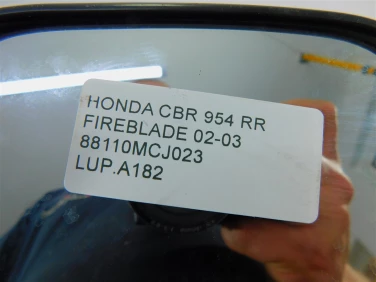 HONDA CBR 954 RR
FIREBLADE 02-03
88110MCJ023
LUP.A182